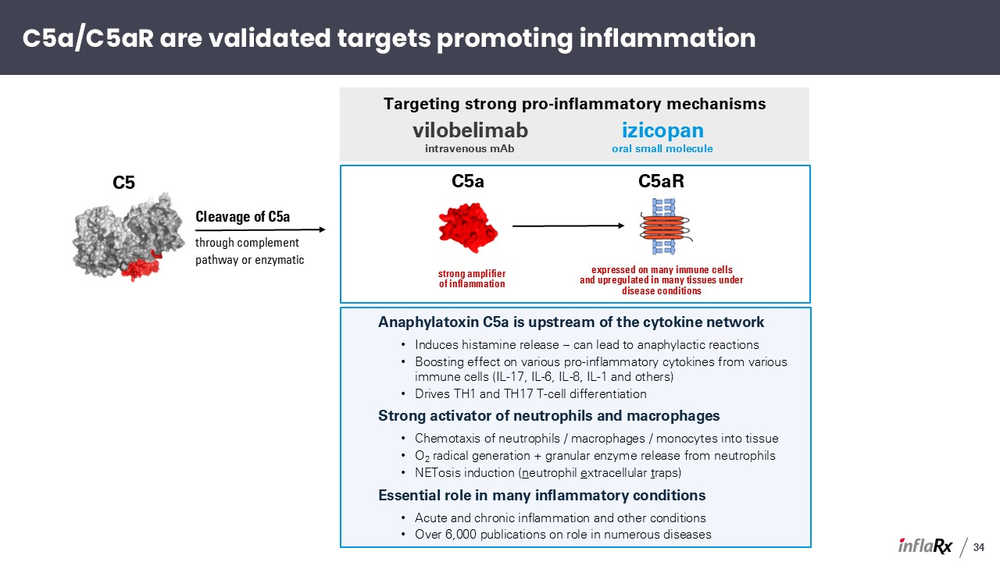 C5a/C5aR are validated targets promoting inflammation
Targeting strong pro-inflammatory mechanisms
vilobelimab
intravenous mAb
izicopan
oral small molecule
C5
Cleavage of C5a
through complement
pathway or enzymatic
C5a
strong amplifier
of inflammation
C5aR
expressed on many immune cells
and upregulated in many tissues under
disease conditions
Anaphylatoxin C5a is upstream of the cytokine network
• Induces histamine release – can lead to anaphylactic reactions
• Boosting effect on various pro-inflammatory cytokines from various
immune cells (IL-17, IL-6, IL-8, IL-1 and others)
• Drives TH1 and TH17 T-cell differentiation
Strong activator of neutrophils and macrophages
• Chemotaxis of neutrophils / macrophages / monocytes into tissue
• O₂ radical generation + granular enzyme release from neutrophils
• NETosis induction (neutrophil extracellular traps)
Essential role in many inflammatory conditions
• Acute and chronic inflammation and other conditions
• Over 6,000 publications on role in numerous diseases
inflaRx / 34